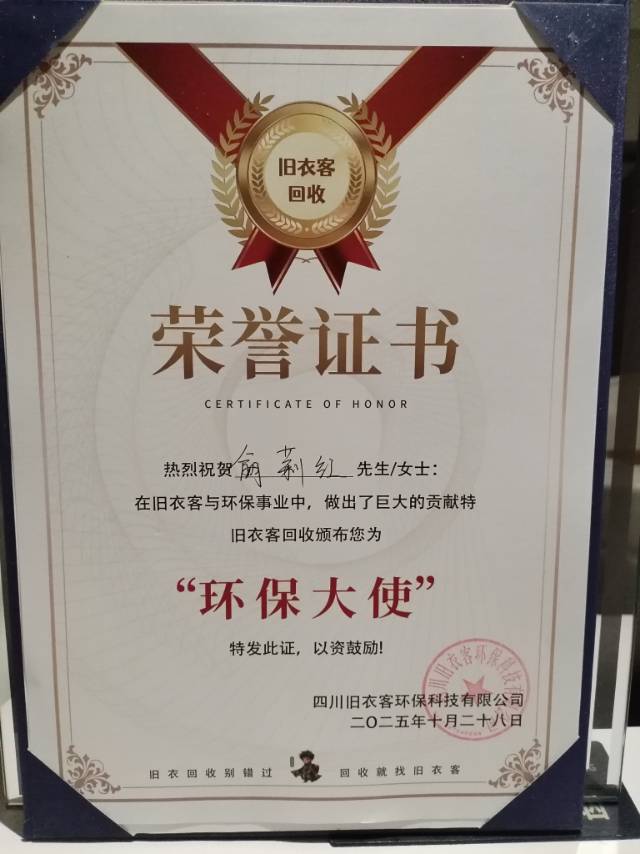 旧衣客
回收
荣誉证书
CERTIFICATE OF HONOR
热烈祝贺俞莉红先生/女士：
在旧衣客与环保事业中，做出了巨大的贡献特
旧衣客回收颁布您为
“环保大使”
特发此证，以资鼓励!
四川旧衣客环保科技有限公司
二〇二五年十月二十八日
旧衣回收别错过 回收就找旧衣客